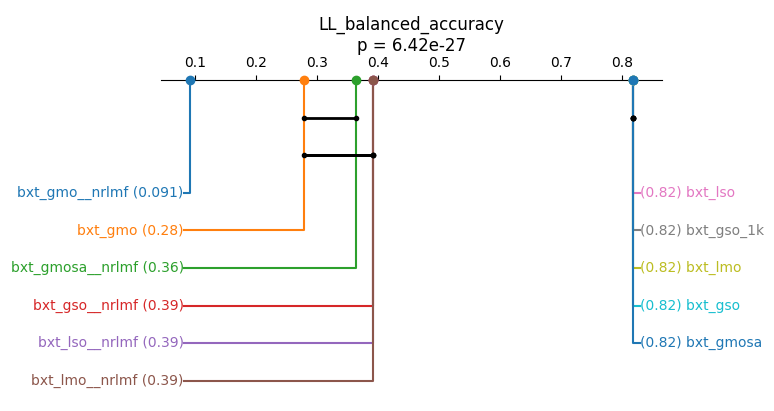 LL_balanced_accuracy
p = 6.42e-27
0.1 0.2 0.3 0.4 0.5 0.6 0.7 0.8
bxt_gmo__nrlmf (0.091) (0.82) bxt_lso
bxt_gmo (0.28) (0.82) bxt_gso_1k
bxt_gmosa__nrlmf (0.36) (0.82) bxt_lmo
bxt_gso__nrlmf (0.39) (0.82) bxt_gso
bxt_lso__nrlmf (0.39) (0.82) bxt_gmosa
bxt_lmo__nrlmf (0.39)